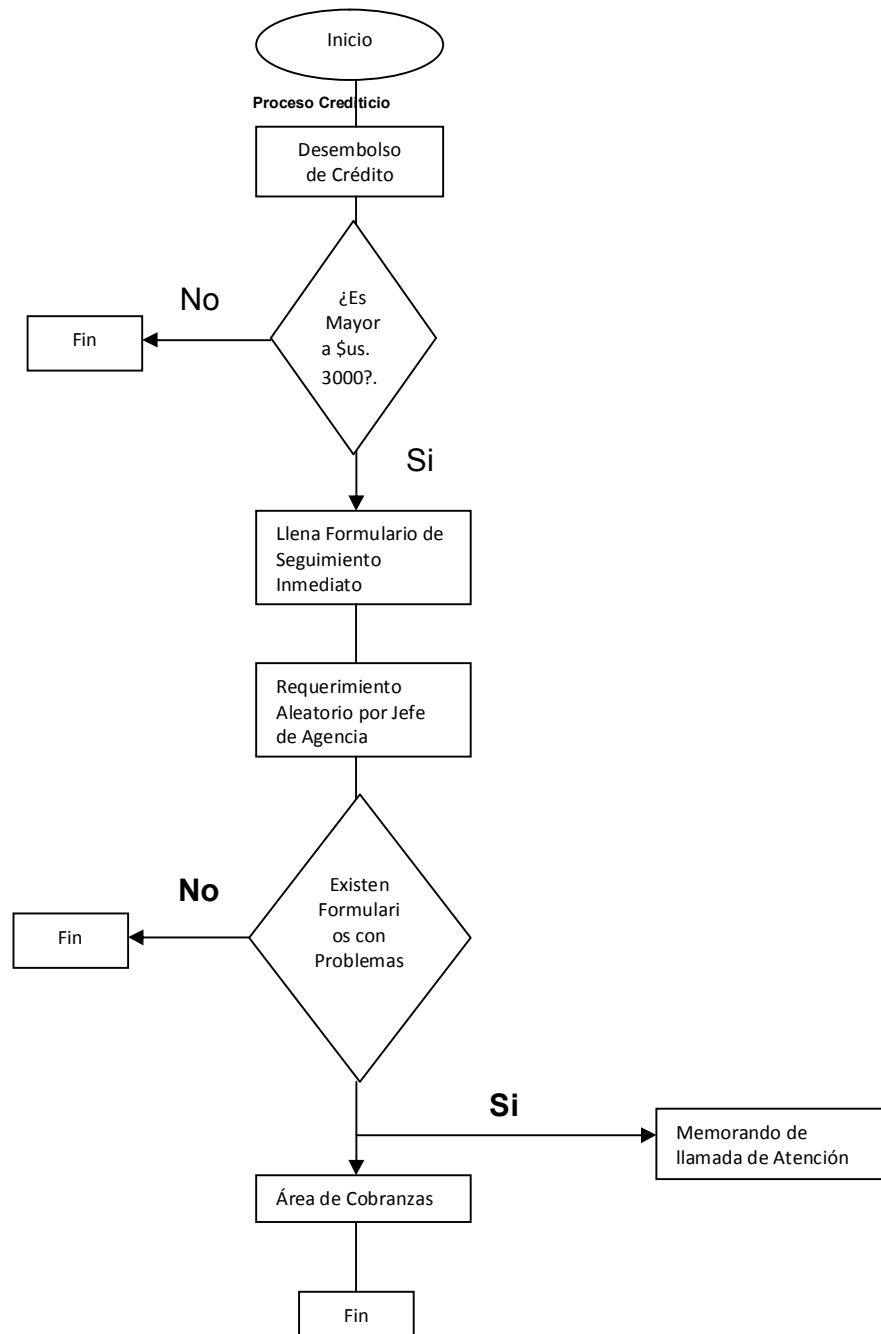 Inicio
Proceso Crediticio
Desembolso
de Crédito
No
¿Es
Mayor
a $us.
3000?.
Fin
Si
Llena Formulario de
Seguimiento
Inmediato
Requerimiento
Aleatorio por Jefe
de Agencia
No
Existen
Formulari
os con
Problemas
Fin
Si
Memorando de
llamada de Atención
Área de Cobranzas
Fin